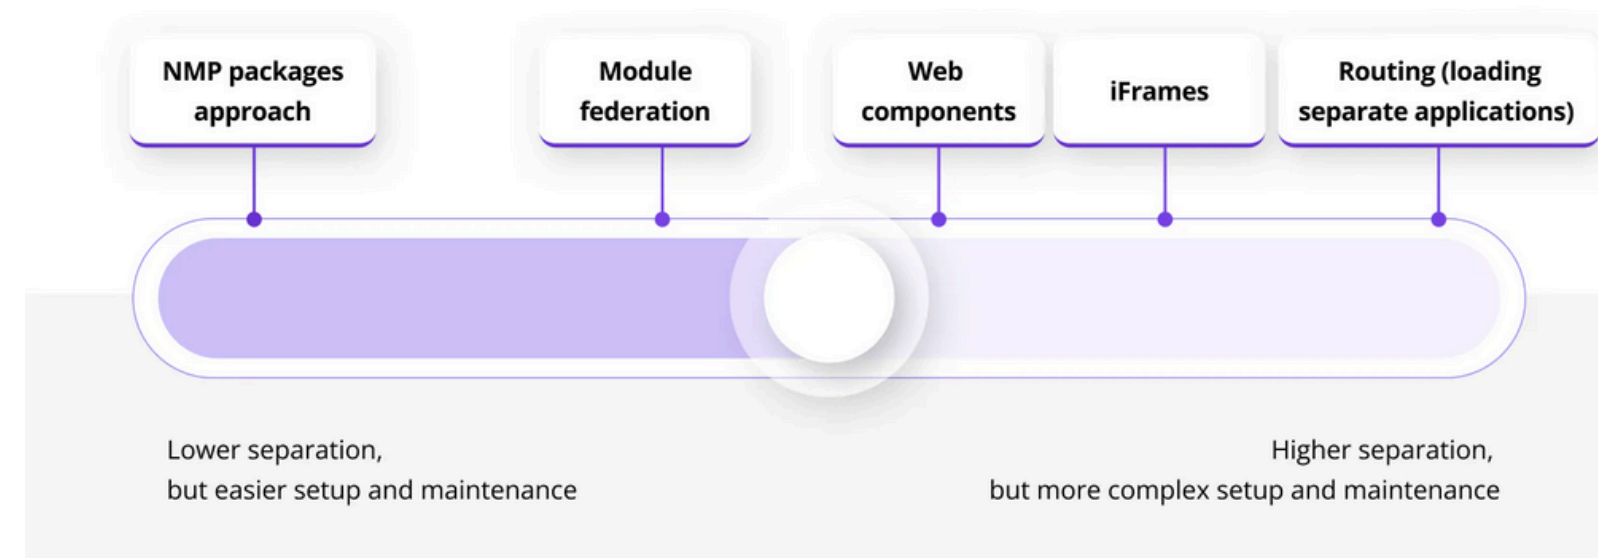 NMP packages
approach
Module
federation
Web
components
iFrames
Routing (loading
separate applications)
Lower separation,
but easier setup and maintenance
Higher separation,
but more complex setup and maintenance